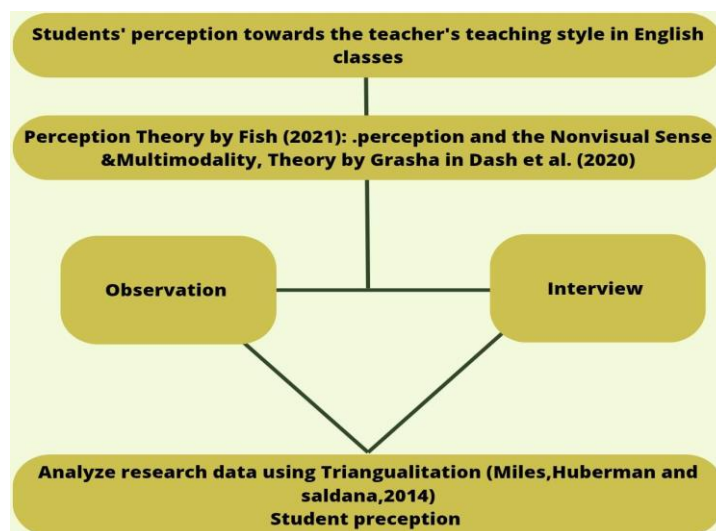 Students' perception towards the teacher's teaching style in English
classes
Perception Theory by Fish (2021): .perception and the Nonvisual Sense
&Multimodality, Theory by Grasha in Dash et al. (2020)
Observation
Interview
Analyze research data using Triangualitation (Miles,Huberman and
saldana,2014)
Student preception